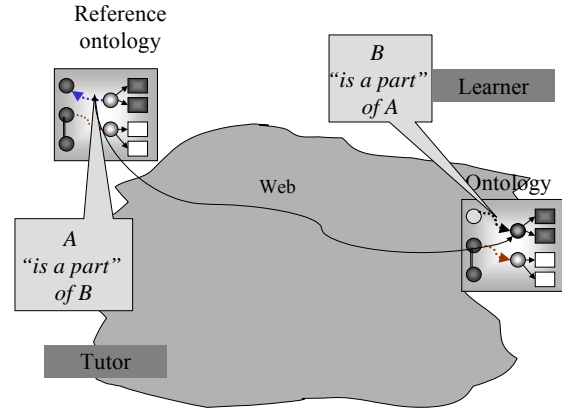 Reference
ontology
B
“is a part”
of A
Learner
Web
Ontology
A
“is a part”
of B
Tutor